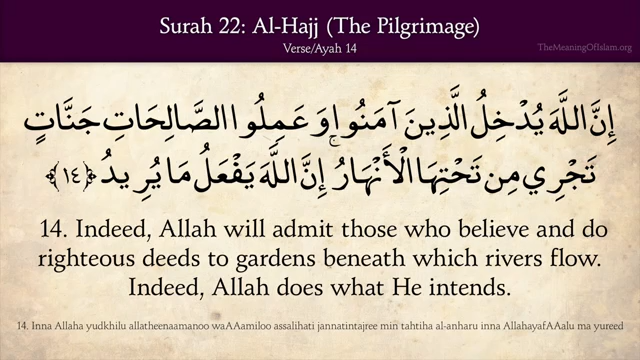 Surah 22: Al-Hajj (The Pilgrimage)
Verse/Ayah 14
TheMeaningOfIslam.org
إِنَّ اللَّهَ يُدْخِلُ الَّذِينَ آمَنُوا وَعَمِلُوا الصَّالِحَاتِ جَنَّاتٍ
تَجْرِي مِن تَحْتِهَا الْأَنْهَارُ ۚ إِنَّ اللَّهَ يَفْعَلُ مَا يُرِيدُ ﴿١٤﴾
14. Indeed, Allah will admit those who believe and do
righteous deeds to gardens beneath which rivers flow.
Indeed, Allah does what He intends.
14. Inna Allaha yudkhilu allatheenaamanoo waAAamiloo assalihati jannatintajree min tahtiha al-anharu inna AllahayafAAalu ma yureed